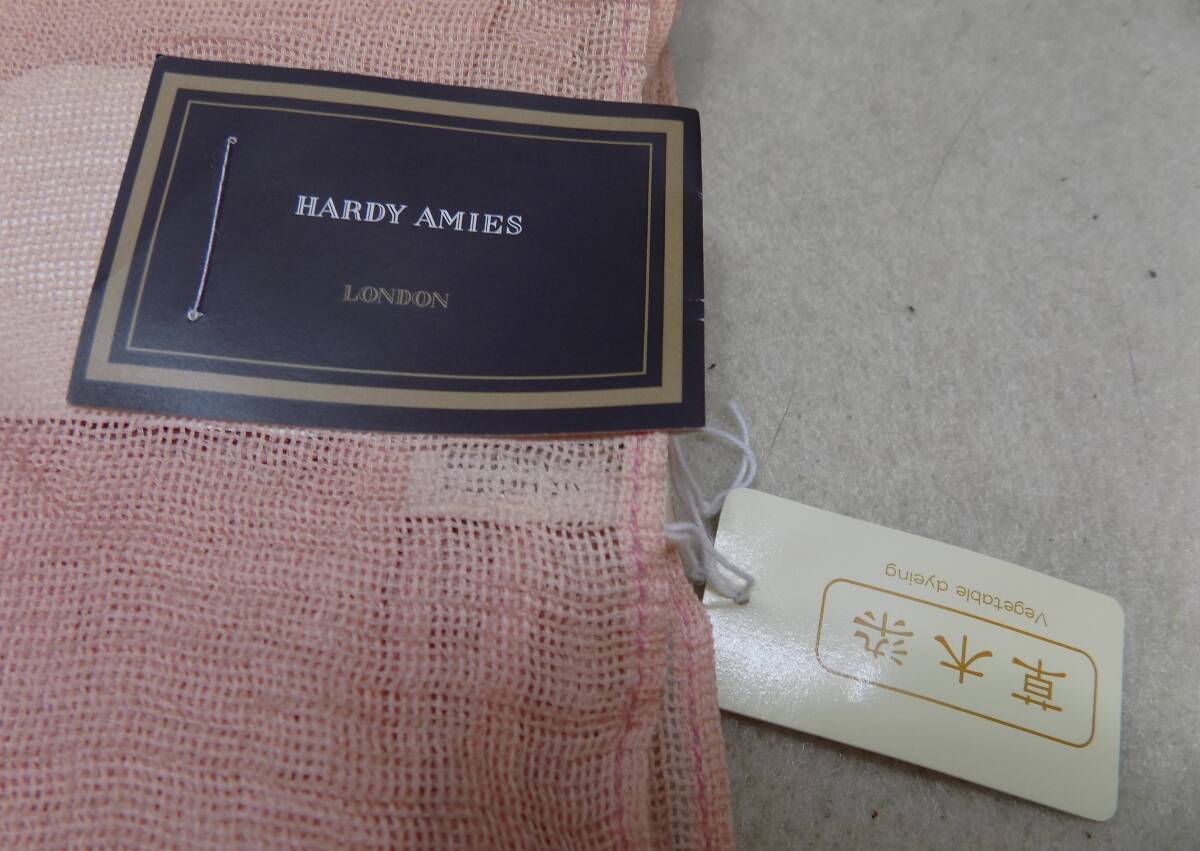 HARDY AMIES
LONDON
草木染
Vegetable dyeing